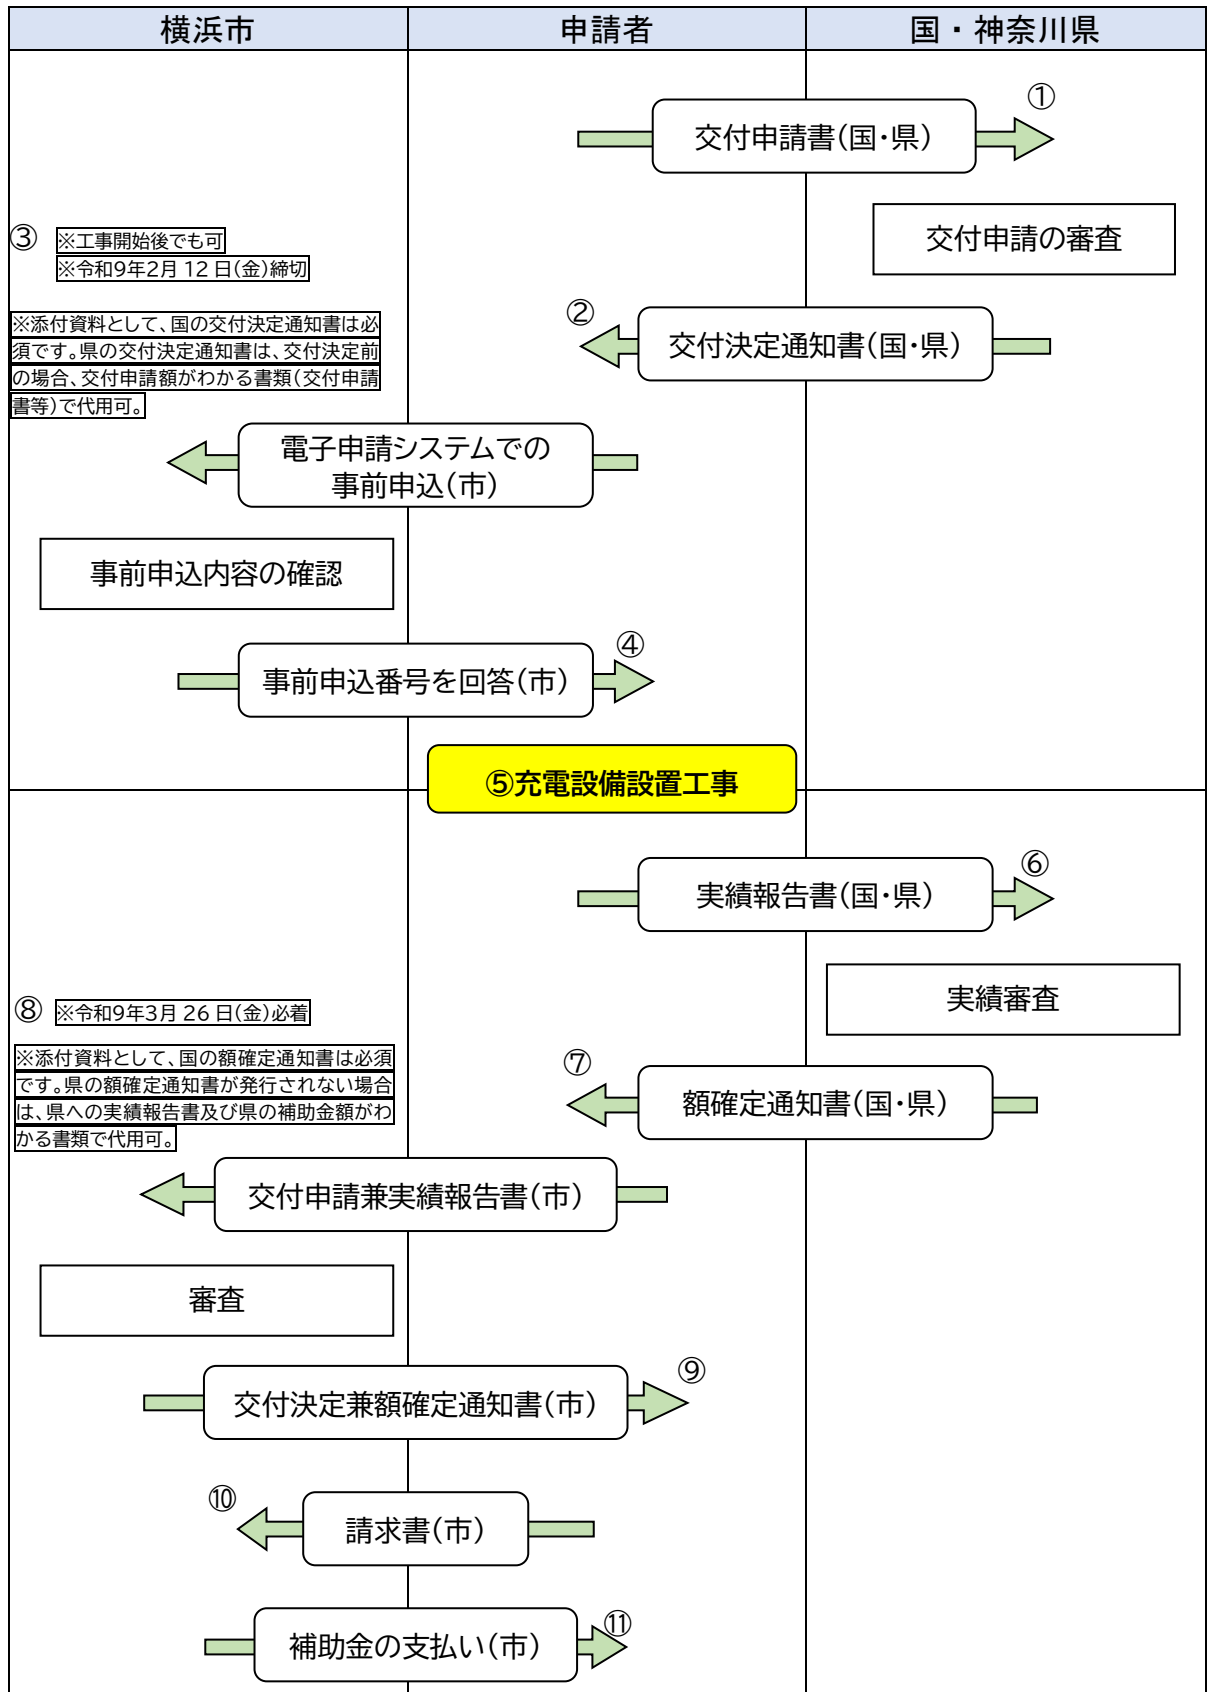 横浜市 申請者 国・神奈川県
①
交付申請書(国・県)
交付申請の審査
③ ※工事開始後でも可
※令和9年2月 12 日(金)締切
※添付資料として、国の交付決定通知書は必
須です。県の交付決定通知書は、交付決定前
の場合、交付申請額がわかる書類(交付申請
書等)で代用可。
②
交付決定通知書(国・県)
電子申請システムでの
事前申込(市)
事前申込内容の確認
④
事前申込番号を回答(市)
⑤充電設備設置工事
⑥
実績報告書(国・県)
実績審査
⑧ ※令和9年3月 26 日(金)必着
※添付資料として、国の額確定通知書は必須
です。県の額確定通知書が発行されない場合
は、県への実績報告書及び県の補助金額がわ
かる書類で代用可。
⑦
額確定通知書(国・県)
交付申請兼実績報告書(市)
審査
⑨
交付決定兼額確定通知書(市)
⑩
請求書(市)
⑪
補助金の支払い(市)